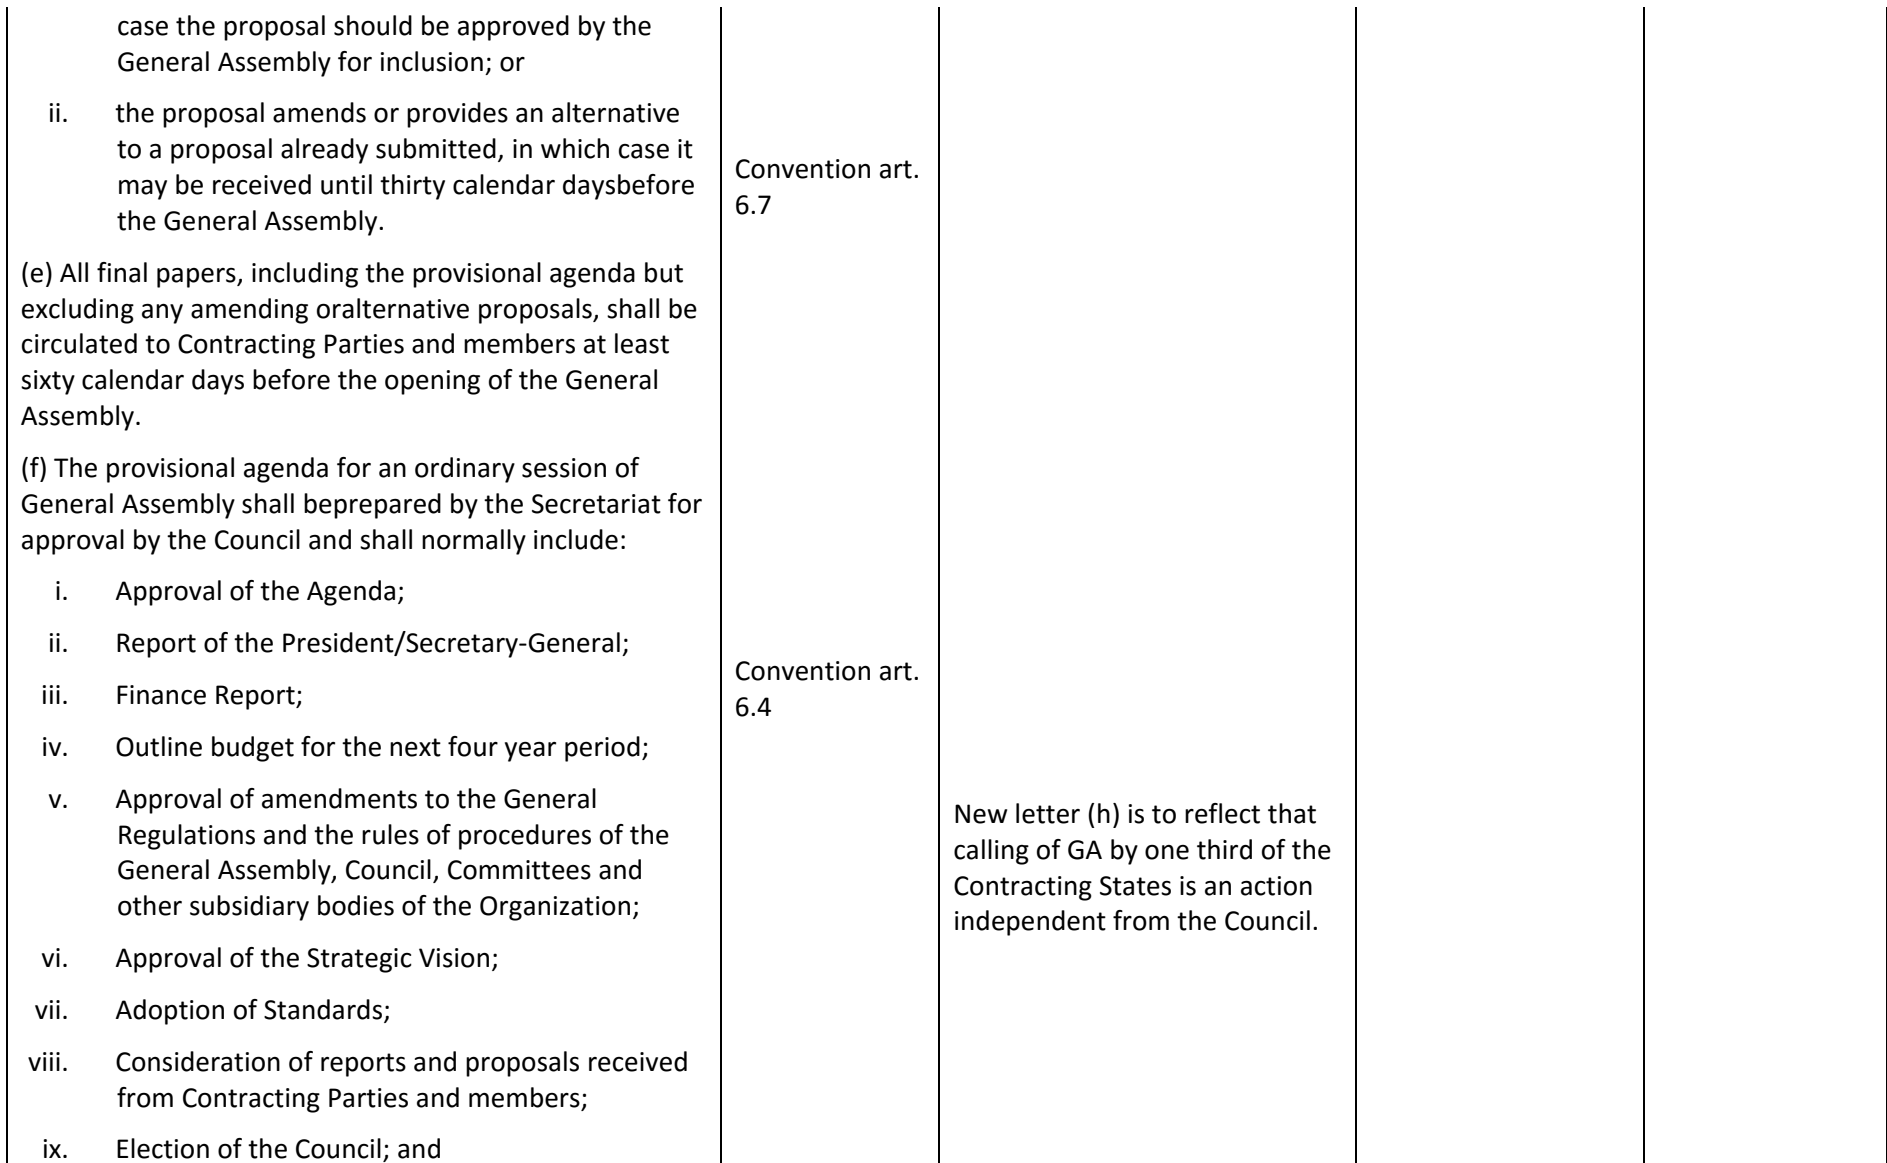 case the proposal should be approved by the
General Assembly for inclusion; or
ii. the proposal amends or provides an alternative
to a proposal already submitted, in which case it
may be received until thirty calendar daysbefore
the General Assembly.
(e) All final papers, including the provisional agenda but
excluding any amending oralternative proposals, shall be
circulated to Contracting Parties and members at least
sixty calendar days before the opening of the General
Assembly.
(f) The provisional agenda for an ordinary session of
General Assembly shall beprepared by the Secretariat for
approval by the Council and shall normally include:
i. Approval of the Agenda;
ii. Report of the President/Secretary-General;
iii. Finance Report;
iv. Outline budget for the next four year period;
v. Approval of amendments to the General
Regulations and the rules of procedures of the
General Assembly, Council, Committees and
other subsidiary bodies of the Organization;
vi. Approval of the Strategic Vision;
vii. Adoption of Standards;
viii. Consideration of reports and proposals received
from Contracting Parties and members;
ix. Election of the Council; and
Convention art.
6.7
Convention art.
6.4
New letter (h) is to reflect that
calling of GA by one third of the
Contracting States is an action
independent from the Council.